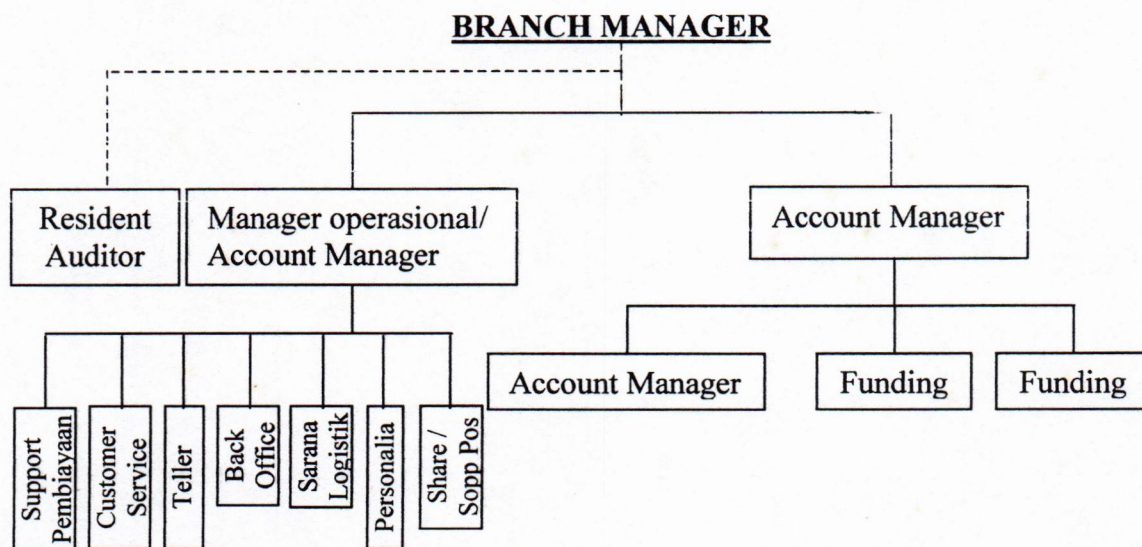 BRANCH MANAGER
Resident
Auditor
Manager operasional/
Account Manager
Account Manager
Account Manager
Funding
Funding
Support
Pembiayaan
Customer
Service
Teller
Back
Office
Sarana
Logistik
Personalia
Share /
Sopp Pos